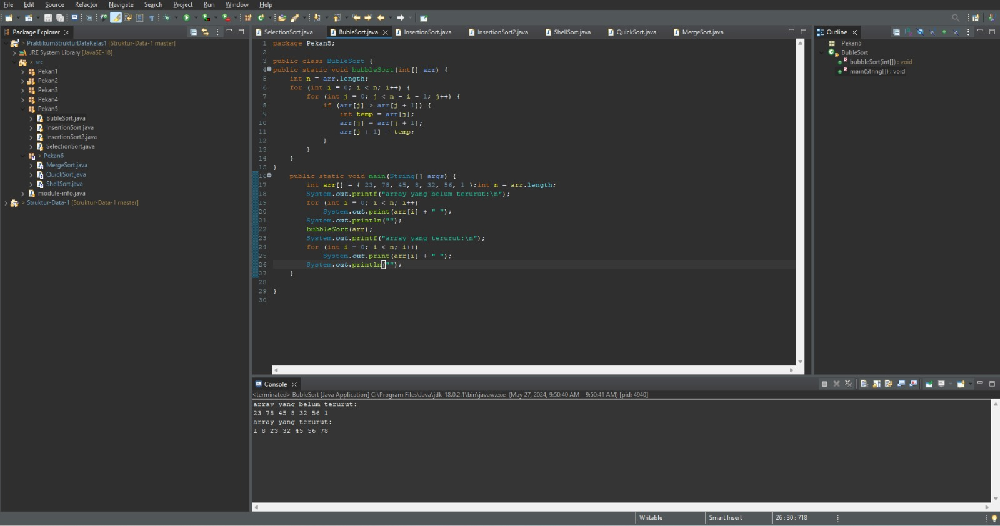 File Edit Source Refactor Navigate Search Project Run Window Help
Package Explorer
> PraktikumStrukturDataKelas1 [Struktur-Data-1 master]
JRE System Library [JavaSE-18]
> src
Pekan1
Pekan2
Pekan3
Pekan4
Pekan5
BubleSort.java
InsertionSort.java
InsertionSort2.java
SelectionSort.java
> Pekan6
MergeSort.java
QuickSort.java
ShellSort.java
module-info.java
> Struktur-Data-1 [Struktur-Data-1 master]
SelectionSort.java BubleSort.java InsertionSort.java InsertionSort2.java ShellSort.java QuickSort.java MergeSort.java
1 package Pekan5;
2
3 public class BubleSort {
4 public static void bubbleSort(int[] arr) {
5 int n = arr.length;
6 for (int i = 0; i < n; i++) {
7 for (int j = 0; j < n - i - 1; j++) {
8 if (arr[j] > arr[j + 1]) {
9 int temp = arr[j];
10 arr[j] = arr[j + 1];
11 arr[j + 1] = temp;
12 }
13 }
14 }
15 }
16 public static void main(String[] args) {
17 int arr[] = { 23, 78, 45, 8, 32, 56, 1 };int n = arr.length;
18 System.out.printf("array yang belum terurut:\n");
19 for (int i = 0; i < n; i++)
20 System.out.print(arr[i] + " ");
21 System.out.println("");
22 bubbleSort(arr);
23 System.out.printf("array yang terurut:\n");
24 for (int i = 0; i < n; i++)
25 System.out.print(arr[i] + " ");
26 System.out.println("");
27 }
28
29 }
30
Outline
Pekan5
BubleSort
bubbleSort(int[]) : void
main(String[]) : void
Console
<terminated> BubleSort [Java Application] C:\Program Files\Java\jdk-18.0.2.1\bin\javaw.exe (May 27, 2024, 9:50:40 AM – 9:50:41 AM) [pid: 4940]
array yang belum terurut:
23 78 45 8 32 56 1
array yang terurut:
1 8 23 32 45 56 78
Writable Smart Insert 26 : 30 : 718